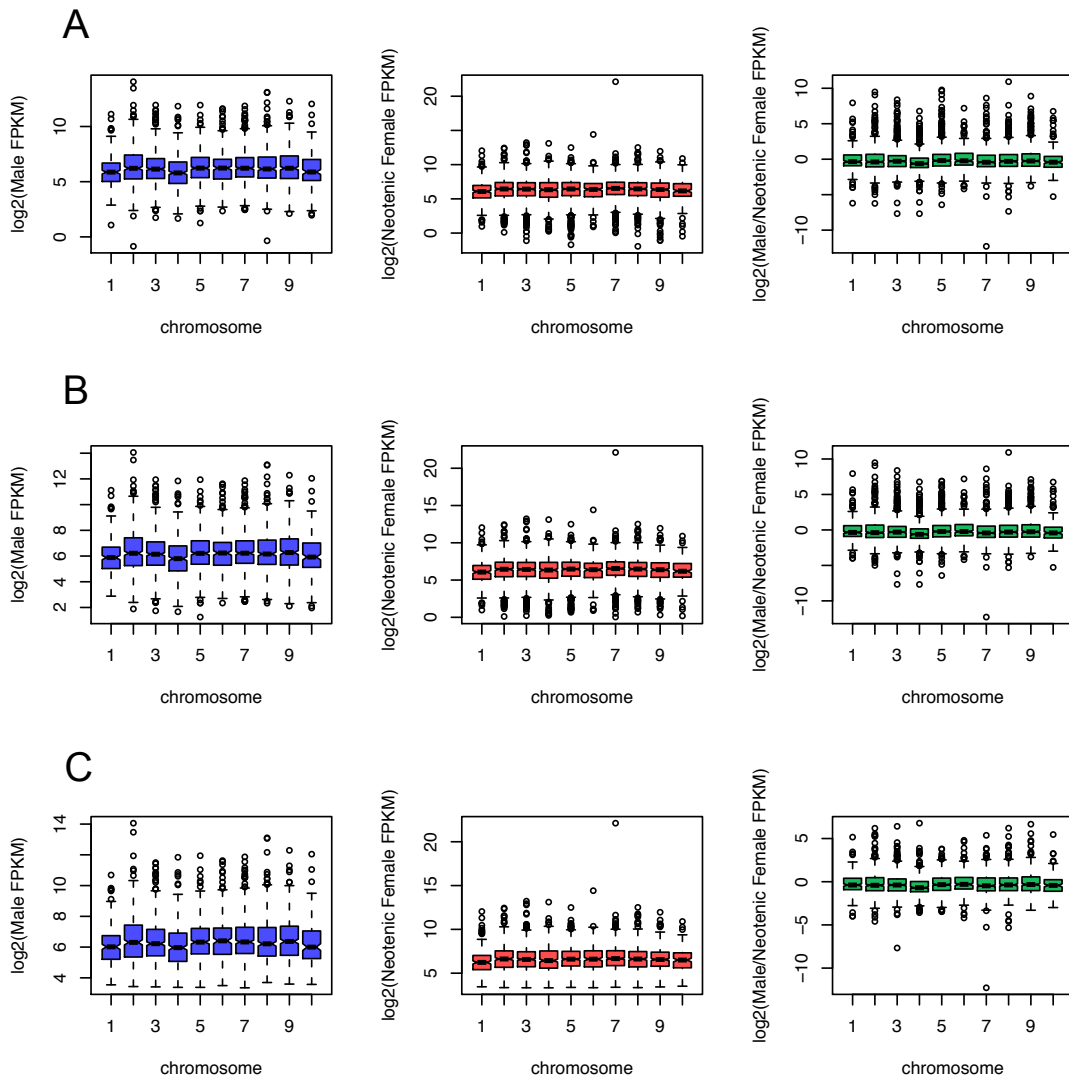 A
log2(Male FPKM)
0 5 10
1 3 5 7 9
chromosome
log2(Neotenic Female FPKM)
0 5 10 20
1 3 5 7 9
chromosome
log2(Male/Neotenic Female FPKM)
−10 0 5 10
1 3 5 7 9
chromosome
B
log2(Male FPKM)
2 4 6 8 12
1 3 5 7 9
chromosome
log2(Neotenic Female FPKM)
0 5 10 15 20
1 3 5 7 9
chromosome
log2(Male/Neotenic Female FPKM)
−10 0 5 10
1 3 5 7 9
chromosome
C
log2(Male FPKM)
4 6 8 10 14
1 3 5 7 9
chromosome
log2(Neotenic Female FPKM)
5 10 15 20
1 3 5 7 9
chromosome
log2(Male/Neotenic Female FPKM)
−10 −5 0 5
1 3 5 7 9
chromosome